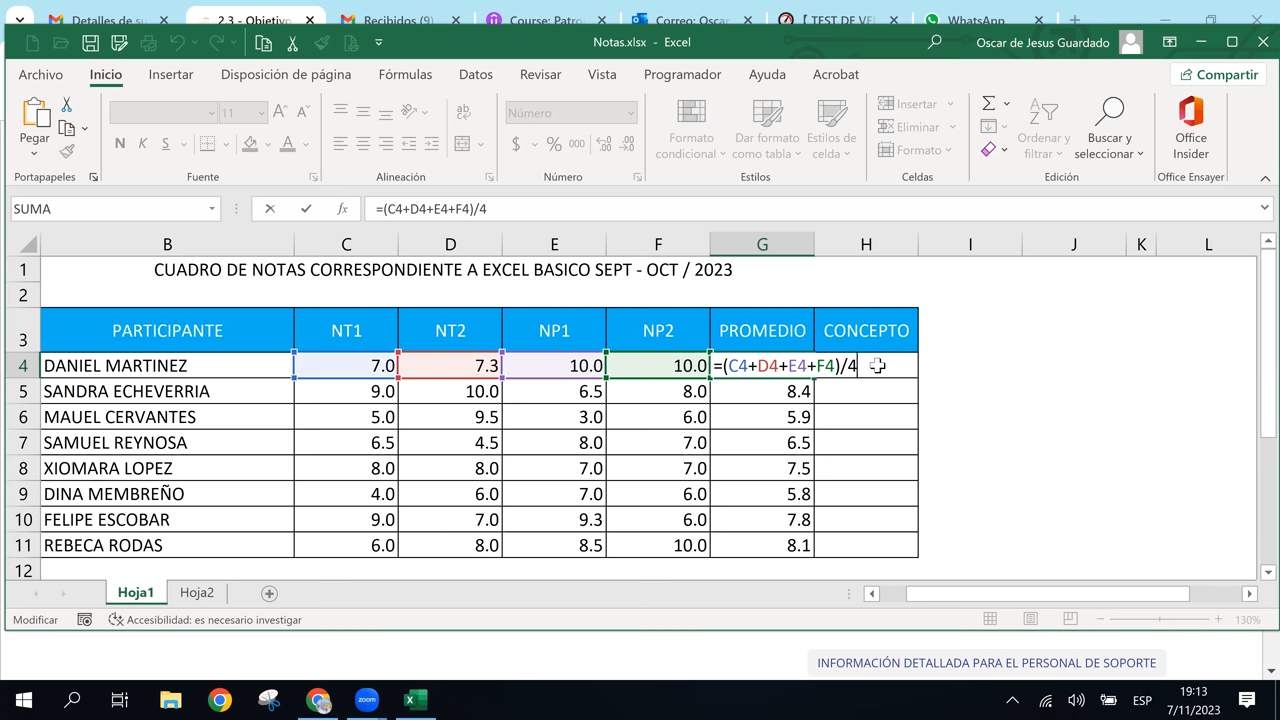 Detalles de su
2.3 - Objetivo
Recibidos (9)
Course: Patro
Correo: Oscar
【 TEST DE VEL
WhatsApp
Notas.xlsx - Excel
Oscar de Jesus Guardado
Archivo Inicio Insertar Disposición de página Fórmulas Datos Revisar Vista Programador Ayuda Acrobat Compartir
Pegar
Portapapeles
11
N K S
Fuente
Alineación
Número
$ % 000
Número
Formato condicional
Dar formato como tabla
Estilos de celda
Estilos
Insertar
Eliminar
Formato
Celdas
Ordenar y filtrar
Buscar y seleccionar
Edición
Office Insider
Office Ensayer
SUMA
fx
=(C4+D4+E4+F4)/4
B C D E F G H I J K L
1 CUADRO DE NOTAS CORRESPONDIENTE A EXCEL BASICO SEPT - OCT / 2023
2
3 PARTICIPANTE NT1 NT2 NP1 NP2 PROMEDIO CONCEPTO
4 DANIEL MARTINEZ 7.0 7.3 10.0 10.0 =(C4+D4+E4+F4)/4
5 SANDRA ECHEVERRIA 9.0 10.0 6.5 8.0 8.4
6 MAUEL CERVANTES 5.0 9.5 3.0 6.0 5.9
7 SAMUEL REYNOSA 6.5 4.5 8.0 7.0 6.5
8 XIOMARA LOPEZ 8.0 8.0 7.0 7.0 7.5
9 DINA MEMBREÑO 4.0 6.0 7.0 6.0 5.8
10 FELIPE ESCOBAR 9.0 7.0 9.3 6.0 7.8
11 REBECA RODAS 6.0 8.0 8.5 10.0 8.1
12
Hoja1 Hoja2
Modificar
Accesibilidad: es necesario investigar
130%
INFORMACIÓN DETALLADA PARA EL PERSONAL DE SOPORTE
zoom
ESP
19:13
7/11/2023